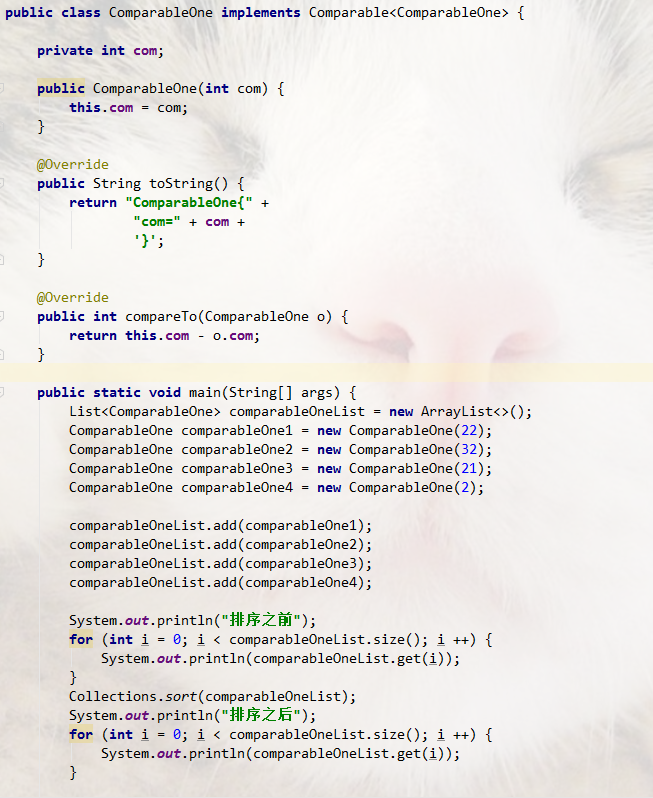 public class ComparableOne implements Comparable<ComparableOne> {
private int com;
public ComparableOne(int com) {
this.com = com;
}
@Override
public String toString() {
return "ComparableOne{" +
"com=" + com +
'}';
}
@Override
public int compareTo(ComparableOne o) {
return this.com - o.com;
}
public static void main(String[] args) {
List<ComparableOne> comparableOneList = new ArrayList<>();
ComparableOne comparableOne1 = new ComparableOne(22);
ComparableOne comparableOne2 = new ComparableOne(32);
ComparableOne comparableOne3 = new ComparableOne(21);
ComparableOne comparableOne4 = new ComparableOne(2);
comparableOneList.add(comparableOne1);
comparableOneList.add(comparableOne2);
comparableOneList.add(comparableOne3);
comparableOneList.add(comparableOne4);
System.out.println("排序之前");
for (int i = 0; i < comparableOneList.size(); i ++) {
System.out.println(comparableOneList.get(i));
}
Collections.sort(comparableOneList);
System.out.println("排序之后");
for (int i = 0; i < comparableOneList.size(); i ++) {
System.out.println(comparableOneList.get(i));
}